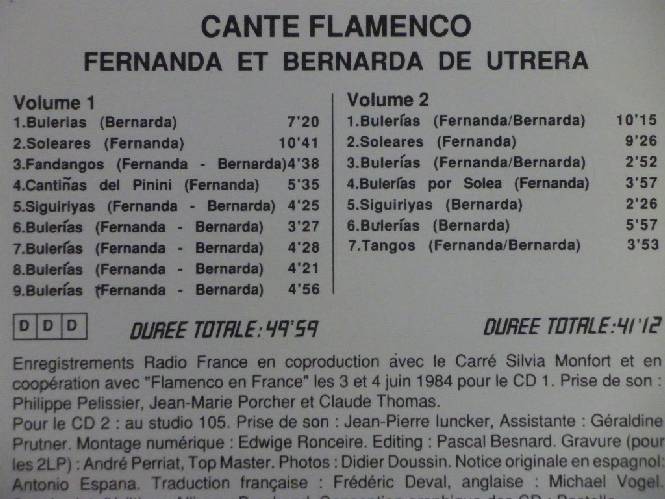 CANTE FLAMENCO
FERNANDA ET BERNARDA DE UTRERA
Volume 1
1.Bulerias (Bernarda) 7'20
2.Soleares (Fernanda) 10'41
3.Fandangos (Fernanda - Bernarda)4'38
4.Cantiñas del Pinini (Fernanda) 5'35
5.Siguiriyas (Fernanda - Bernarda) 4'25
6.Bulerías (Fernanda - Bernarda) 3'27
7.Bulerías (Fernanda - Bernarda) 4'28
8.Bulerías (Fernanda - Bernarda) 4'21
9.Bulerías (Fernanda - Bernarda) 4'56
D D D DUREE TOTALE:49'59
Volume 2
1.Bulerías (Fernanda/Bernarda) 10'15
2.Soleares (Fernanda) 9'26
3.Bulerías (Fernanda/Bernarda) 2'52
4.Bulerías por Solea (Fernanda) 3'57
5.Siguiriyas (Bernarda) 2'26
6.Bulerías (Bernarda) 5'57
7.Tangos (Fernanda/Bernarda) 3'53
DUREE TOTALE:41'12
Enregistrements Radio France en coproduction avec le Carré Silvia Monfort et en
coopération avec "Flamenco en France" les 3 et 4 juin 1984 pour le CD 1. Prise de son :
Philippe Pelissier, Jean-Marie Porcher et Claude Thomas.
Pour le CD 2 : au studio 105. Prise de son : Jean-Pierre Iuncker, Assistante : Géraldine
Prutner. Montage numérique : Edwige Ronceire. Editing : Pascal Besnard. Gravure (pour
les 2LP) : André Perriat, Top Master. Photos : Didier Doussin. Notice originale en espagnol:
Antonio Espana. Traduction française : Frédéric Deval, anglaise : Michael Vogel.